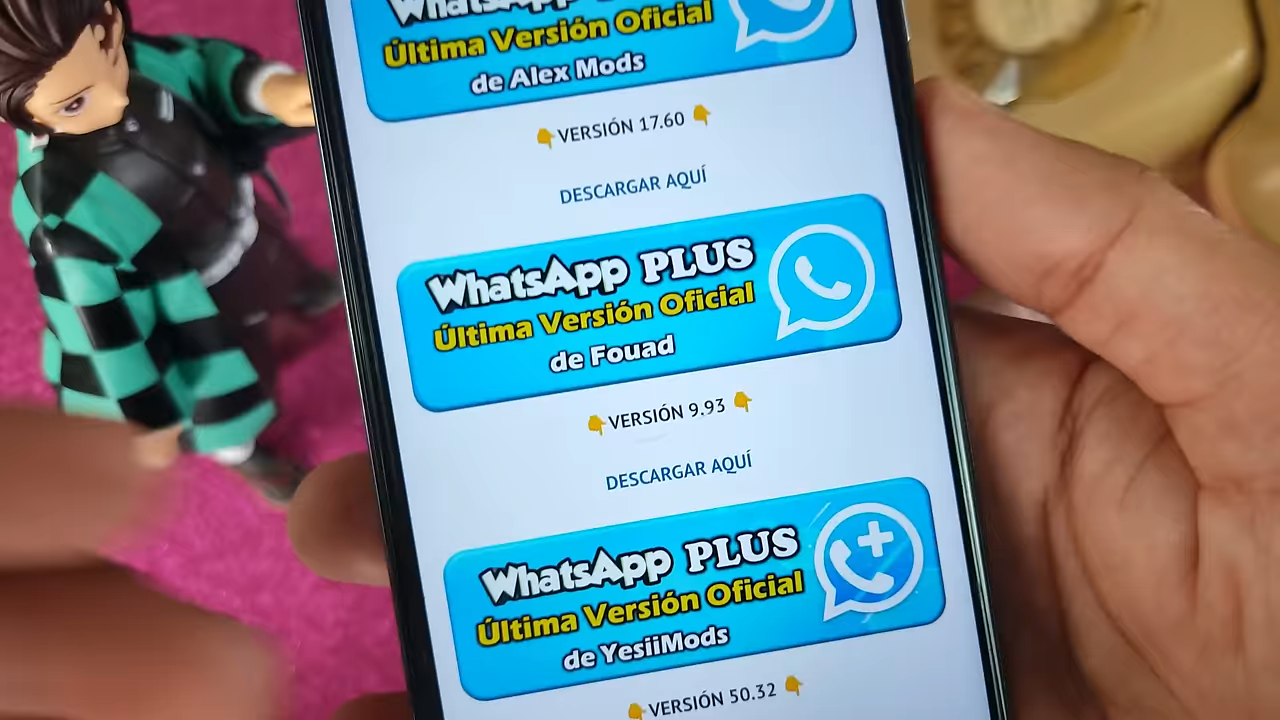 WhatsApp
Última Versión Oficial
de Alex Mods
VERSIÓN 17.60
DESCARGAR AQUÍ
WhatsApp PLUS
Última Versión Oficial
de Fouad
VERSIÓN 9.93
DESCARGAR AQUÍ
WhatsApp PLUS
Última Versión Oficial
de YesiiMods
VERSIÓN 50.32